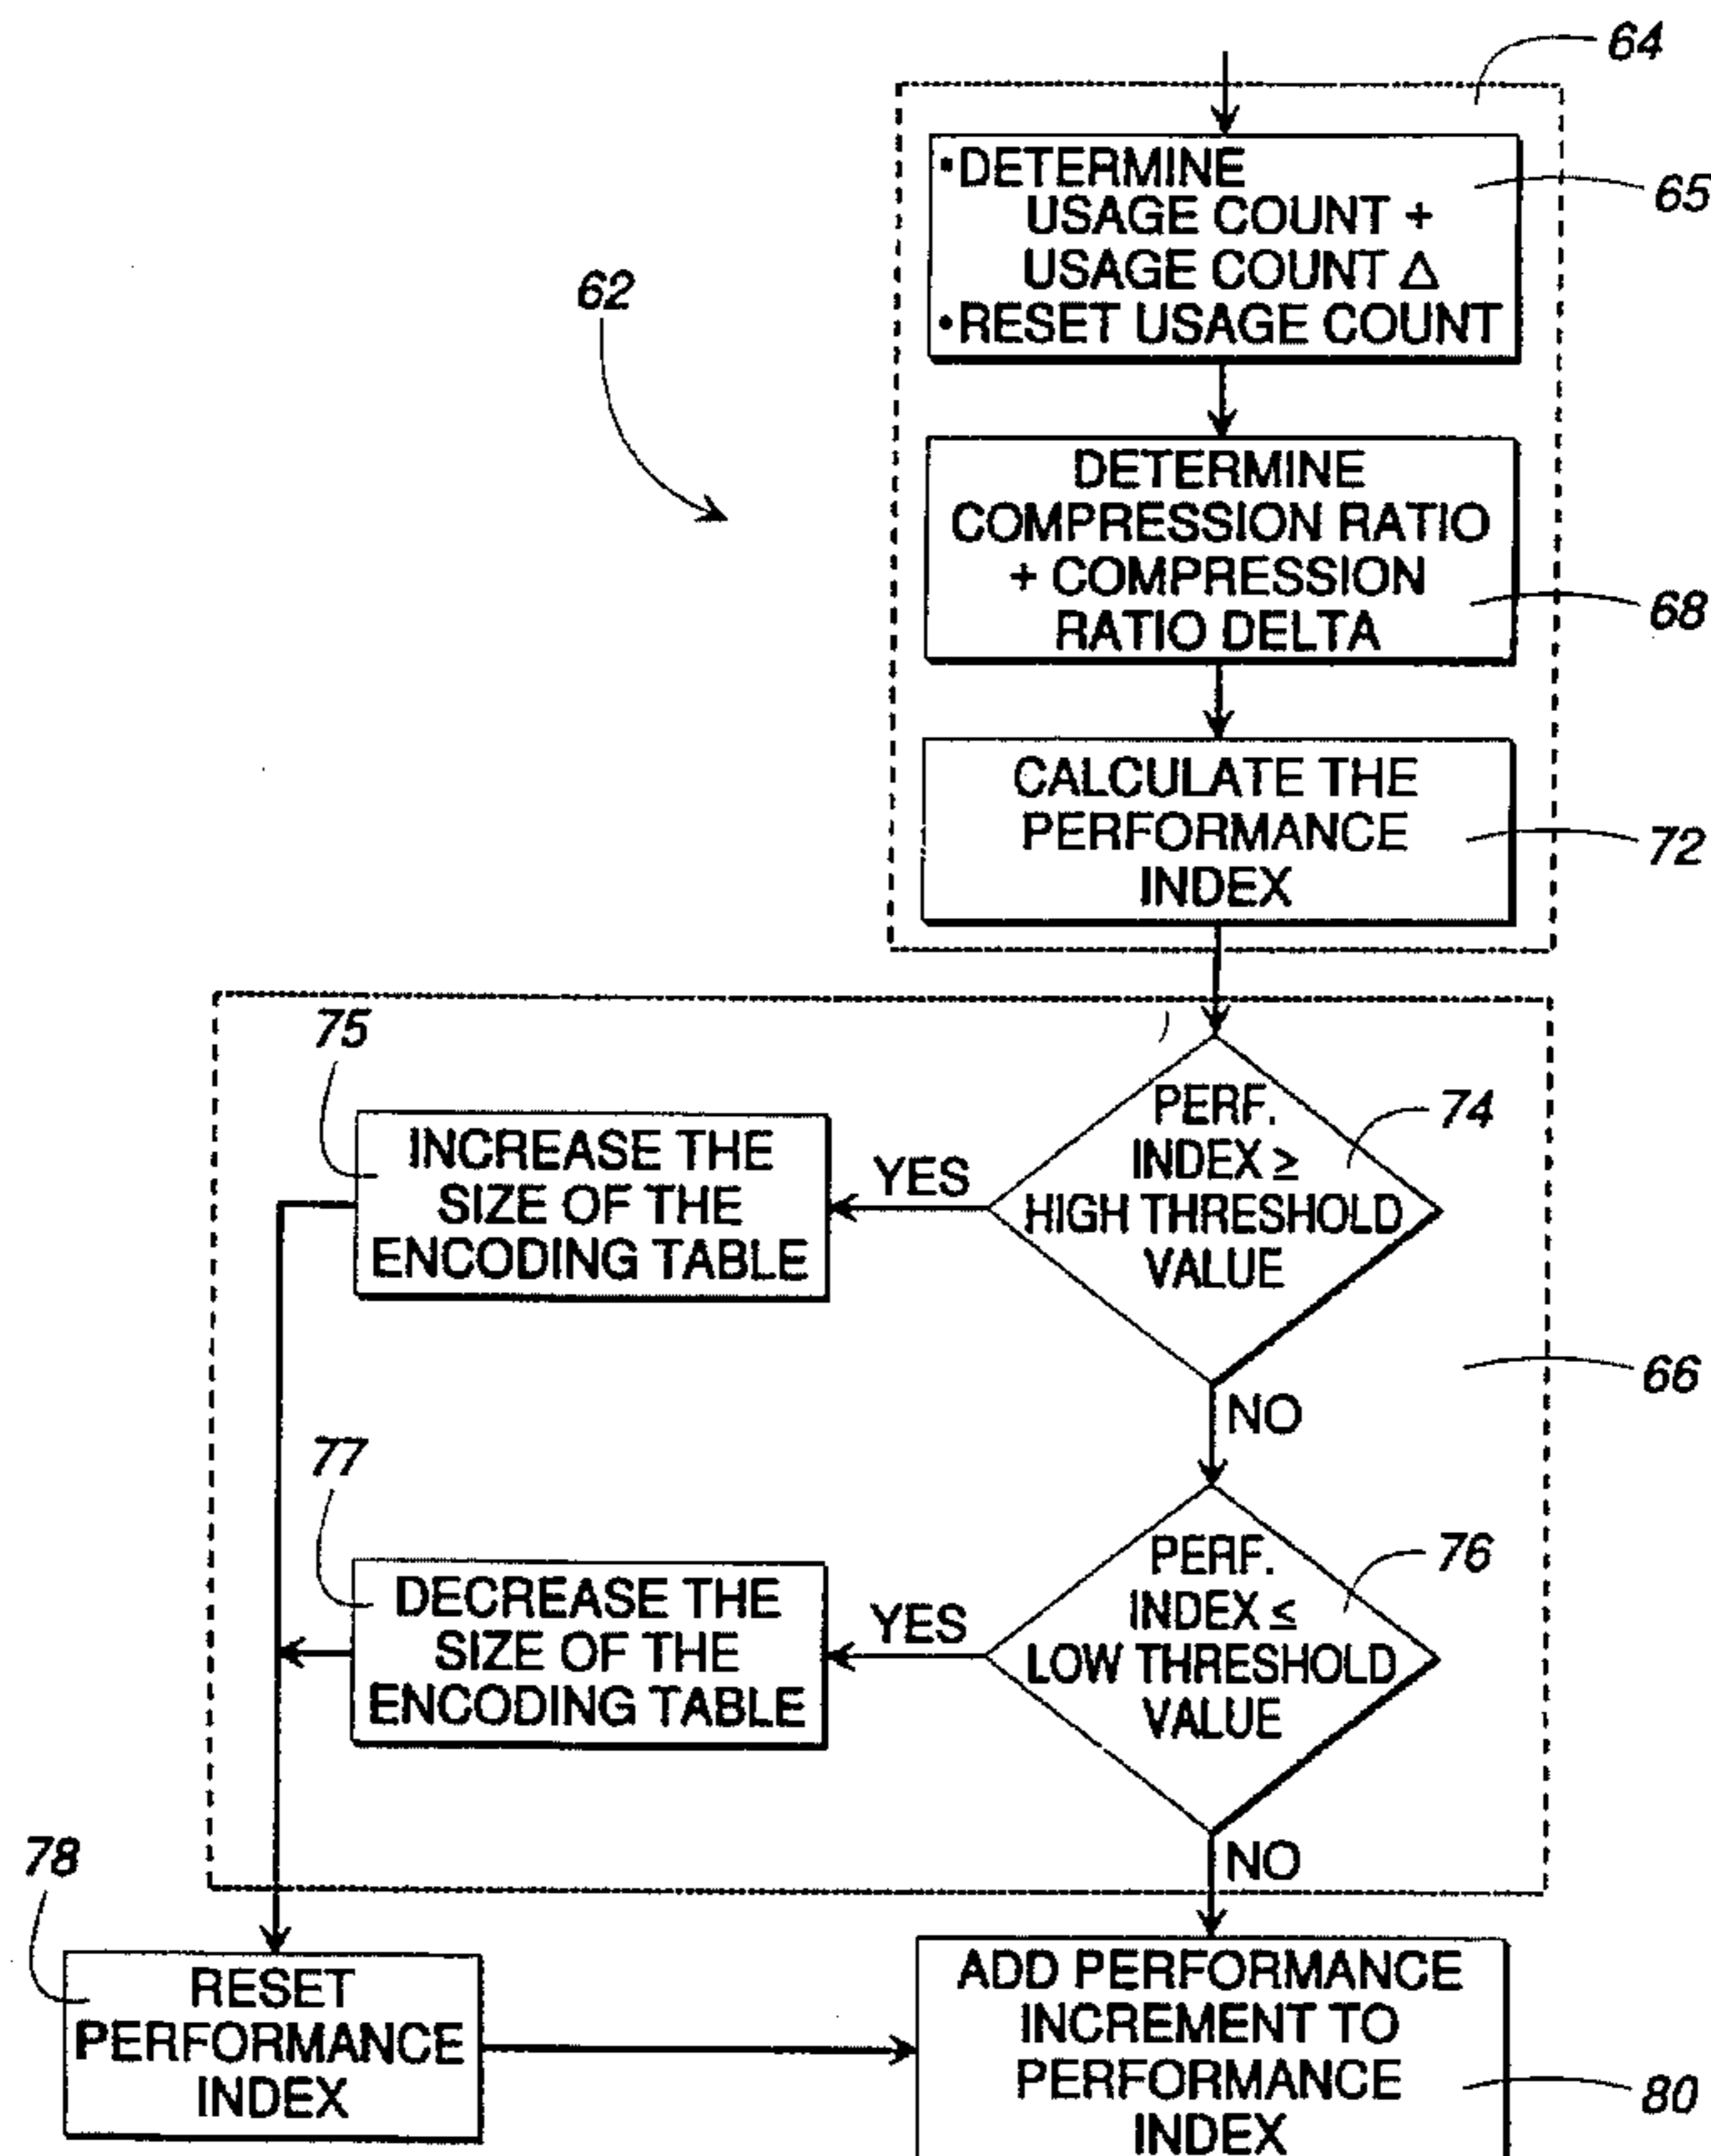 64
▪DETERMINE
USAGE COUNT +
USAGE COUNT Δ
•RESET USAGE COUNT
65
62
DETERMINE
COMPRESSION RATIO
+ COMPRESSION
RATIO DELTA
68
CALCULATE THE
PERFORMANCE
INDEX
72
75
PERF.
INDEX ≥
HIGH THRESHOLD
VALUE
74
YES
INCREASE THE
SIZE OF THE
ENCODING TABLE
66
NO
77
PERF.
INDEX ≤
LOW THRESHOLD
VALUE
76
YES
DECREASE THE
SIZE OF THE
ENCODING TABLE
NO
78
RESET
PERFORMANCE
INDEX
ADD PERFORMANCE
INCREMENT TO
PERFORMANCE
INDEX
80